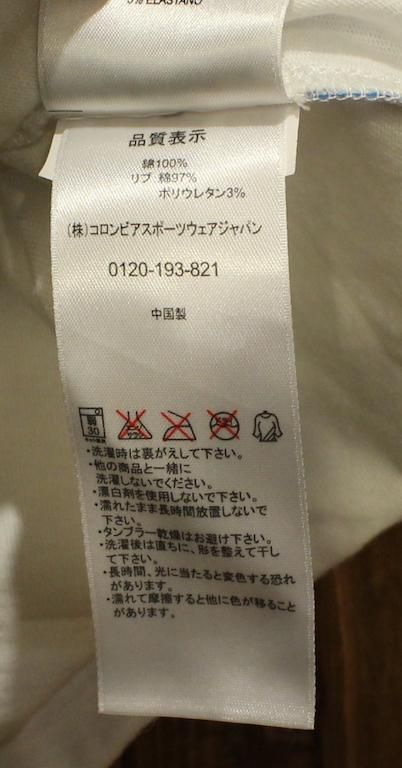 品質表示
綿100%
リブ 綿97%
ポリウレタン3%
(株)コロンビアスポーツウェアジャパン
0120-193-821
中国製
弱
30
・洗濯時は裏がえして下さい。
・他の商品と一緒に
洗濯しないでください。
・漂白剤を使用しないで下さい。
・濡れたまま長時間放置しないで
下さい。
・タンブラー乾燥はお避け下さい。
・洗濯後は直ちに、形を整えて干し
て下さい。
・長時間、光に当たると変色する恐れ
があります。
・濡れて摩擦すると他に色が移ること
があります。